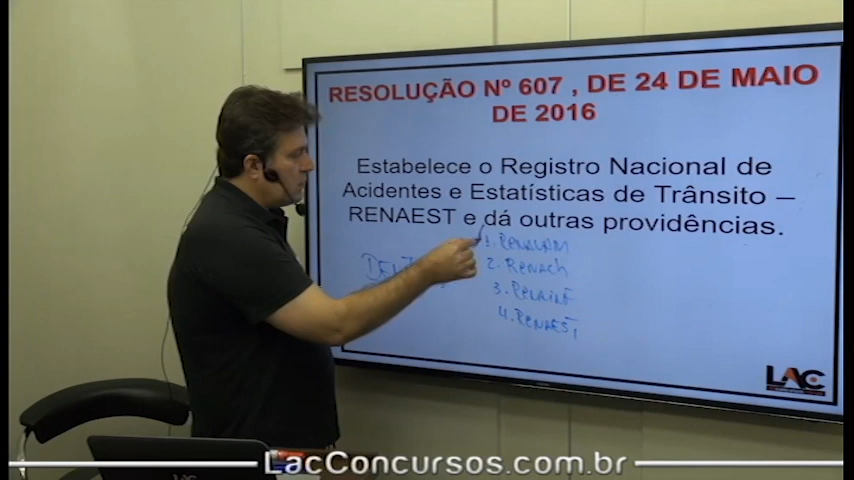 RESOLUÇÃO Nº 607 , DE 24 DE MAIO
DE 2016
Estabelece o Registro Nacional de
Acidentes e Estatísticas de Trânsito –
RENAEST e dá outras providências.
1. RENAVAM
2. RENACH
3. RENAINF
4. RENAEST
LAC
LacConcursos.com.br